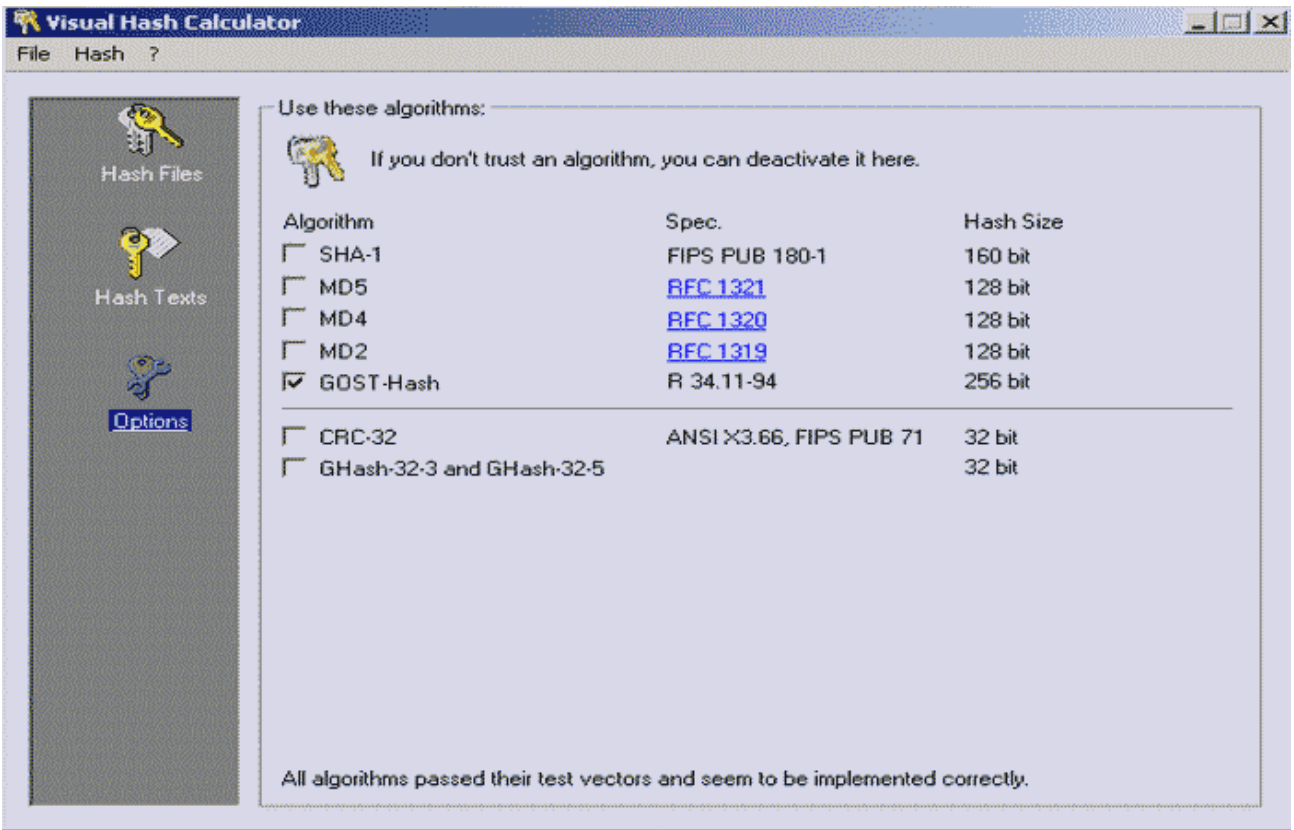 Visual Hash Calculator
File Hash ?
Hash Files
Hash Texts
Options
Use these algorithms:
If you don't trust an algorithm, you can deactivate it here.
Algorithm Spec. Hash Size
SHA-1 FIPS PUB 180-1 160 bit
MD5 RFC 1321 128 bit
MD4 RFC 1320 128 bit
MD2 RFC 1319 128 bit
GOST-Hash R 34.11-94 256 bit
CRC-32 ANSI X3.66, FIPS PUB 71 32 bit
GHash-32-3 and GHash-32-5 32 bit
All algorithms passed their test vectors and seem to be implemented correctly.